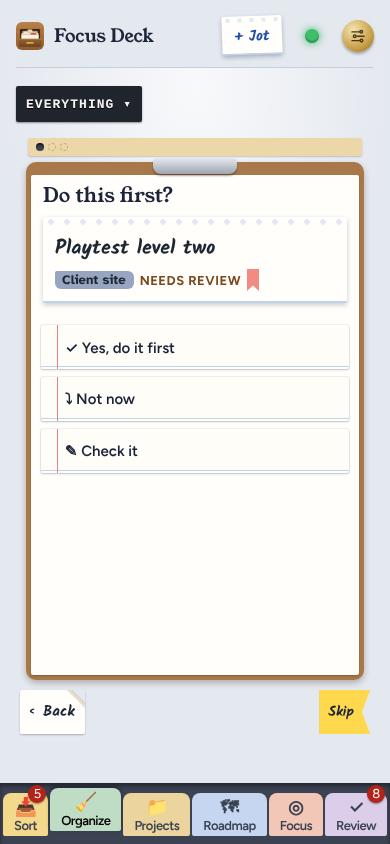 Focus Deck
+ Jot
EVERYTHING ▾
Do this first?
Playtest level two
Client site NEEDS REVIEW
✓ Yes, do it first
⤵ Not now
✎ Check it
‹ Back
Skip
5
8
Sort
Organize
Projects
Roadmap
Focus
Review